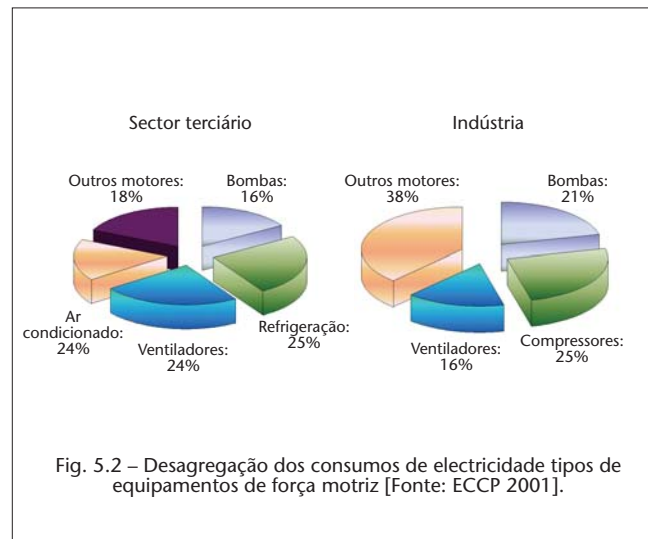 Sector terciário
Indústria
Outros motores:
18%
Bombas:
16%
Ar
condicionado:
24%
Ventiladores:
24%
Refrigeração:
25%
Outros motores:
38%
Bombas:
21%
Ventiladores:
16%
Compressores:
25%
Fig. 5.2 – Desagregação dos consumos de electricidade tipos de
equipamentos de força motriz [Fonte: ECCP 2001].